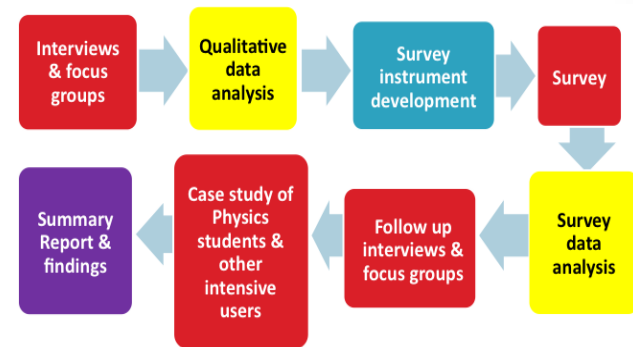 Interviews
& focus
groups
Qualitative
data
analysis
Survey
instrument
development
Survey
Survey
data
analysis
Follow up
interviews &
focus groups
Case study of
Physics
students &
other
intensive
users
Summary
Report &
findings